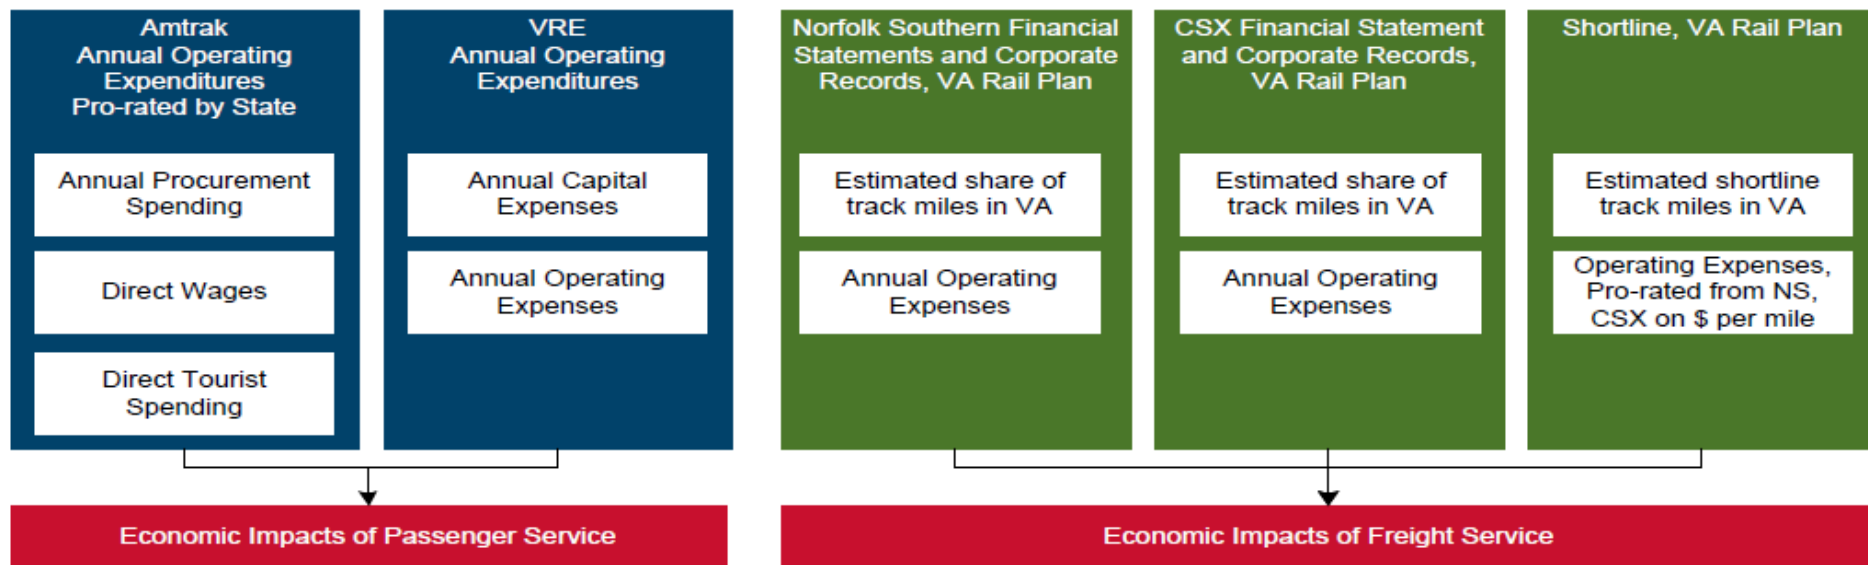 Amtrak
Annual Operating
Expenditures
Pro-rated by State
Annual Procurement
Spending
Direct Wages
Direct Tourist
Spending
VRE
Annual Operating
Expenditures
Annual Capital
Expenses
Annual Operating
Expenses
Economic Impacts of Passenger Service
Norfolk Southern Financial
Statements and Corporate
Records, VA Rail Plan
Estimated share of
track miles in VA
Annual Operating
Expenses
CSX Financial Statement
and Corporate Records,
VA Rail Plan
Estimated share of
track miles in VA
Annual Operating
Expenses
Shortline, VA Rail Plan
Estimated shortline
track miles in VA
Operating Expenses,
Pro-rated from NS,
CSX on $ per mile
Economic Impacts of Freight Service